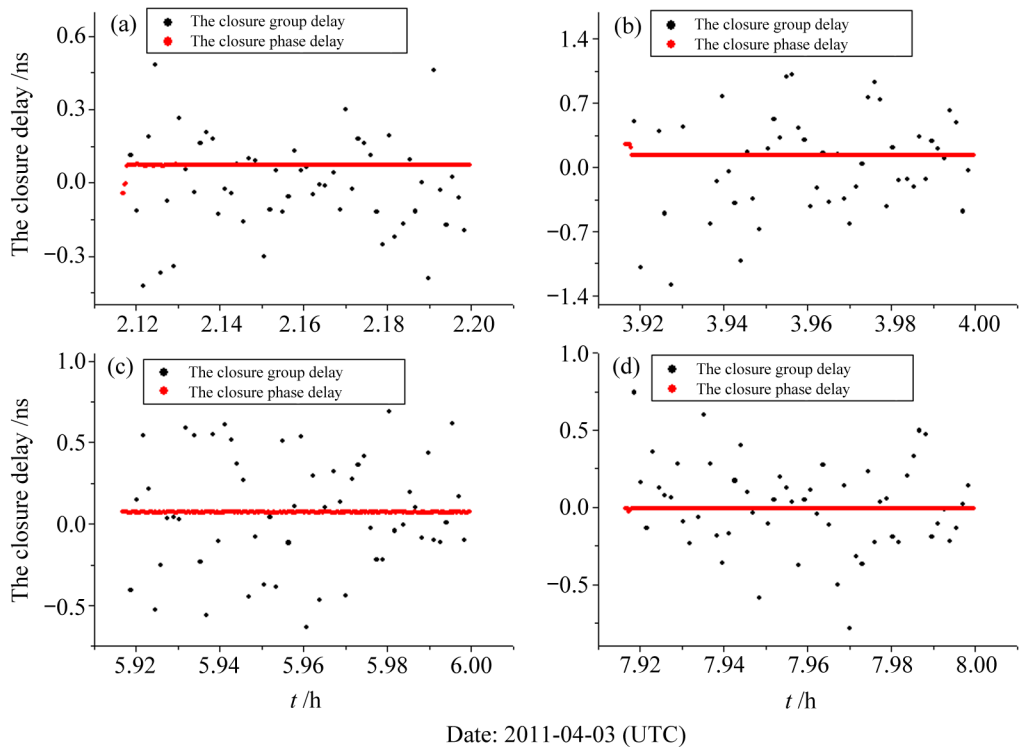 (a)
The closure group delay
The closure phase delay
The closure delay /ns
0.6
0.3
0.0
−0.3
2.12 2.14 2.16 2.18 2.20
(b)
The closure group delay
The closure phase delay
1.4
0.7
0.0
−0.7
−1.4
3.92 3.94 3.96 3.98 4.00
(c)
The closure group delay
The closure phase delay
The closure delay /ns
1.0
0.5
0.0
−0.5
5.92 5.94 5.96 5.98 6.00
t /h
(d)
The closure group delay
The closure phase delay
1.0
0.5
0.0
−0.5
7.92 7.94 7.96 7.98 8.00
t /h
Date: 2011-04-03 (UTC)